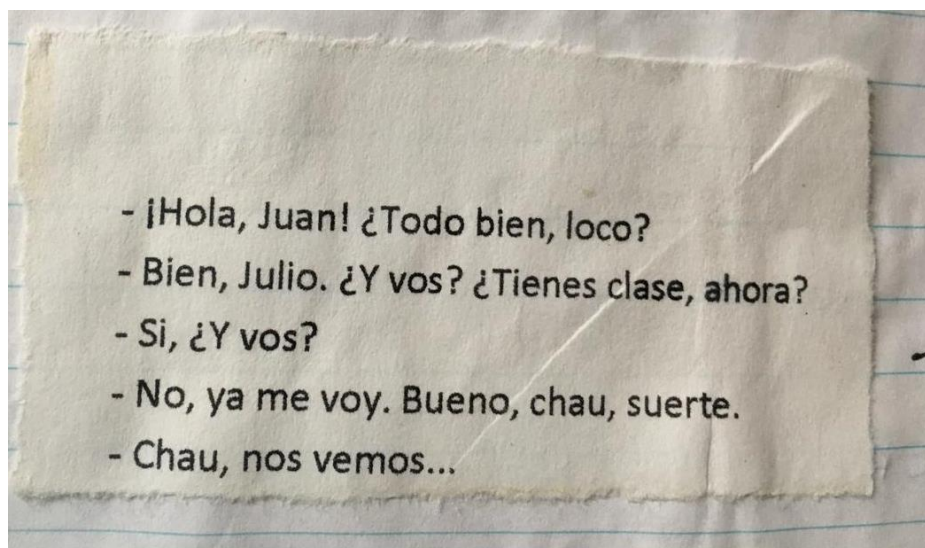 - ¡Hola, Juan! ¿Todo bien, loco?
- Bien, Julio. ¿Y vos? ¿Tienes clase, ahora?
- Si, ¿Y vos?
- No, ya me voy. Bueno, chau, suerte.
- Chau, nos vemos...